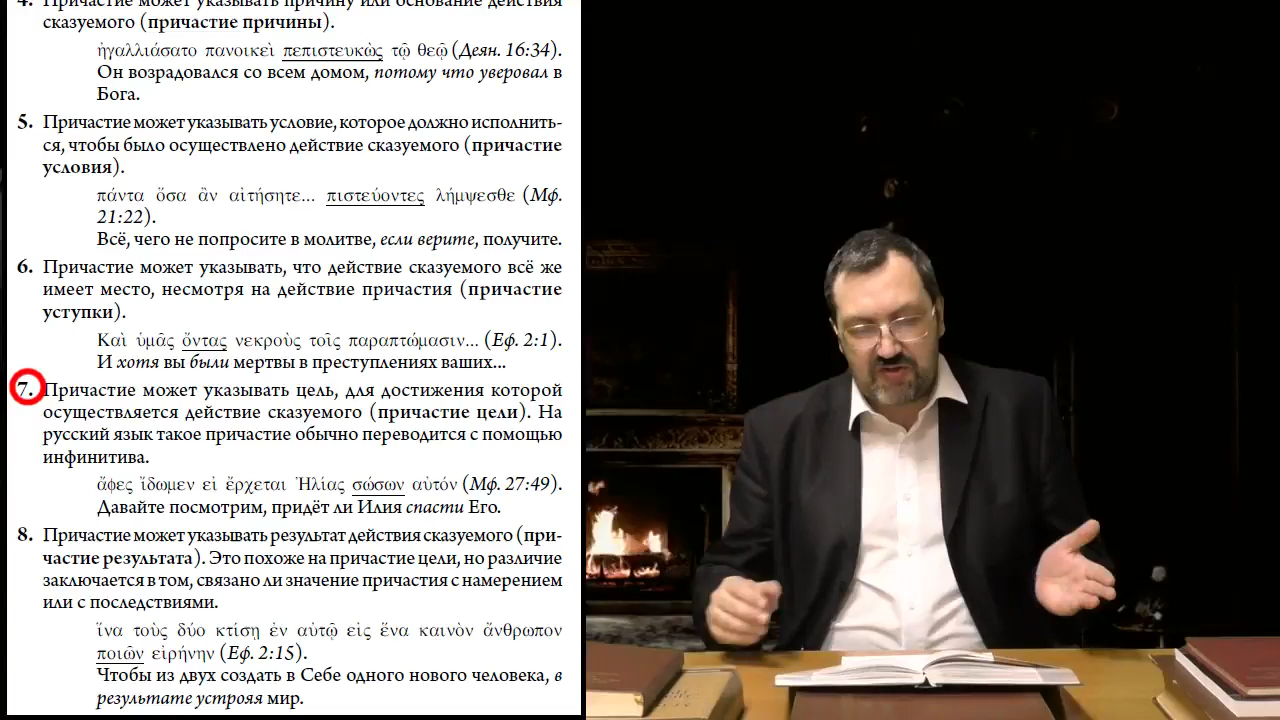 4. Причастие может указывать причину или основание действия
сказуемого (причастие причины).
ἠγαλλιάσατο πανοικεὶ πεπιστευκὼς τῷ θεῷ (Деян. 16:34).
Он возрадовался со всем домом, потому что уверовал в
Бога.
5. Причастие может указывать условие, которое должно исполнить-
ся, чтобы было осуществлено действие сказуемого (причастие
условия).
πάντα ὅσα ἂν αἰτήσητε... πιστεύοντες λήμψεσθε (Мф.
21:22).
Всё, чего не попросите в молитве, если верите, получите.
6. Причастие может указывать, что действие сказуемого всё же
имеет место, несмотря на действие причастия (причастие
уступки).
Καὶ ὑμᾶς ὄντας νεκροὺς τοῖς παραπτώμασιν... (Еф. 2:1).
И хотя вы были мертвы в преступлениях ваших...
7. Причастие может указывать цель, для достижения которой
осуществляется действие сказуемого (причастие цели). На
русский язык такое причастие обычно переводится с помощью
инфинитива.
ἄφες ἴδωμεν εἰ ἔρχεται Ἠλίας σώσων αὐτόν (Мф. 27:49).
Давайте посмотрим, придёт ли Илия спасти Его.
8. Причастие может указывать результат действия сказуемого (при-
частие результата). Это похоже на причастие цели, но различие
заключается в том, связано ли значение причастия с намерением
или с последствиями.
ἵνα τοὺς δύο κτίσῃ ἐν αὐτῷ εἰς ἕνα καινὸν ἄνθρωπον
ποιῶν εἰρήνην (Еф. 2:15).
Чтобы из двух создать в Себе одного нового человека, в
результате устрояя мир.